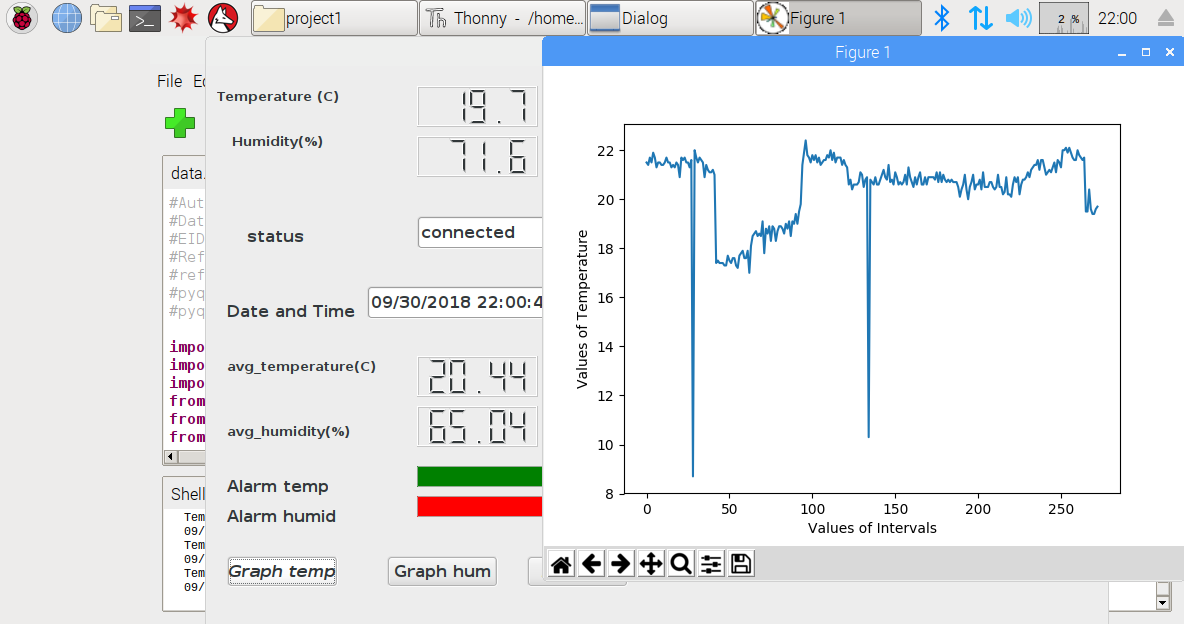 project1
Thonny - /home...
Dialog
Figure 1
2 %
22:00
Figure 1
File
Temperature (C)
19.7
Humidity(%)
71.6
data.
#Aut
#Dat
#EID
#Ref
#ref
#pyq
#pyq
status
connected
Date and Time
09/30/2018 22:00:4
impo
impo
impo
from
from
from
avg_temperature(C)
20.44
avg_humidity(%)
65.04
Alarm temp
Alarm humid
Shell
Tem
09/
Tem
09/
Tem
09/
Graph temp
Graph hum
22
20
18
16
14
12
10
8
Values of Temperature
0
50
100
150
200
250
Values of Intervals